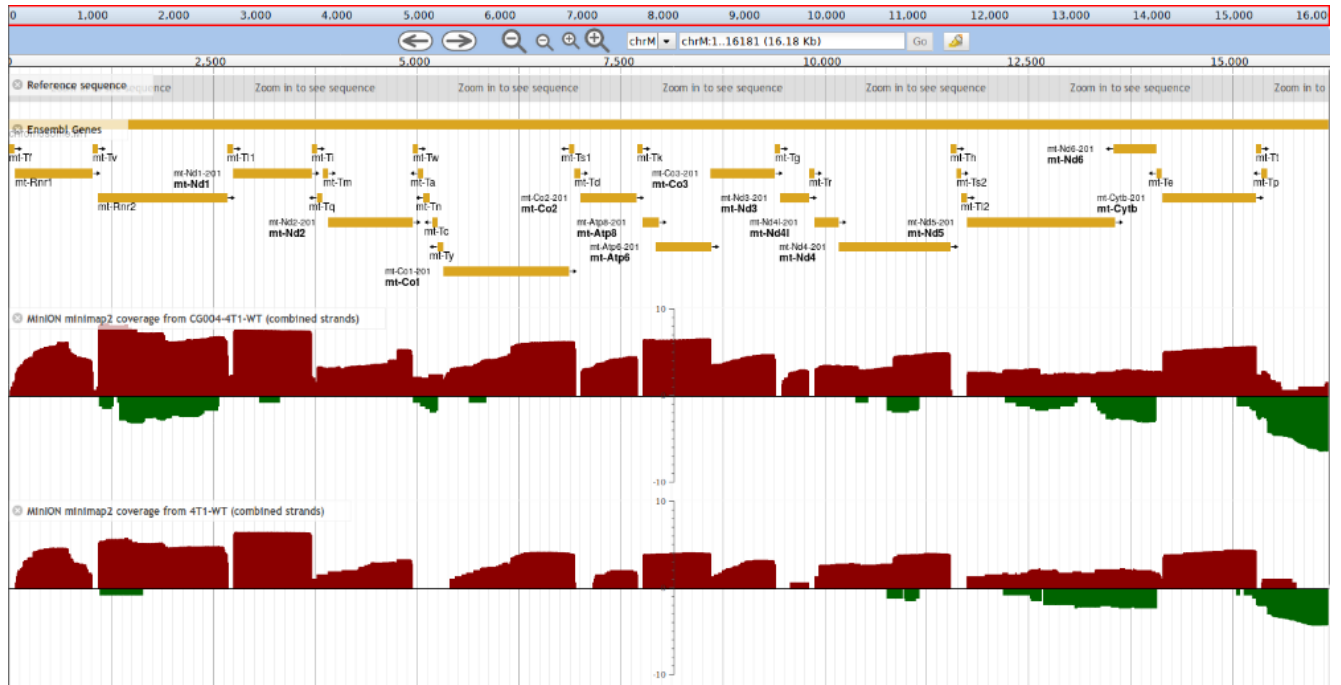 0 1,000 2,000 3,000 4,000 5,000 6,000 7,000 8,000 9,000 10,000 11,000 12,000 13,000 14,000 15,000 16,00
chrM chrM:1..16181 (16.18 Kb) Go
2,500 5,000 7,500 10,000 12,500 15,000
Reference sequence
Zoom in to see sequence Zoom in to see sequence Zoom in to see sequence Zoom in to see sequence Zoom in to see sequence Zoom in to
Ensembl Genes
mt-Tf mt-Tv mt-Tl1 mt-Ti mt-Tw mt-Ts1 mt-Tk mt-Tg mt-Th mt-Nd6-201 mt-Tt
mt-Nd6
mt-Rnr1 mt-Nd1-201 mt-Tm mt-Ta mt-Td mt-Co3-201 mt-Tr mt-Ts2 mt-Te mt-Tp
mt-Nd1 mt-Co3
mt-Rnr2 mt-Tq mt-Tn mt-Co2-201 mt-Nd3-201 mt-Tl2 mt-Cytb-201
mt-Co2 mt-Nd3 mt-Cytb
mt-Nd2-201 mt-Tc mt-Atp8-201 mt-Nd4l-201 mt-Nd5-201
mt-Nd2 mt-Atp8 mt-Nd4l mt-Nd5
mt-Ty mt-Atp6-201 mt-Nd4-201
mt-Atp6 mt-Nd4
mt-Co1-201
mt-Co1
10
MinION minimap2 coverage from CG004-4T1-WT (combined strands)
-10
10
MinION minimap2 coverage from 4T1-WT (combined strands)
-10